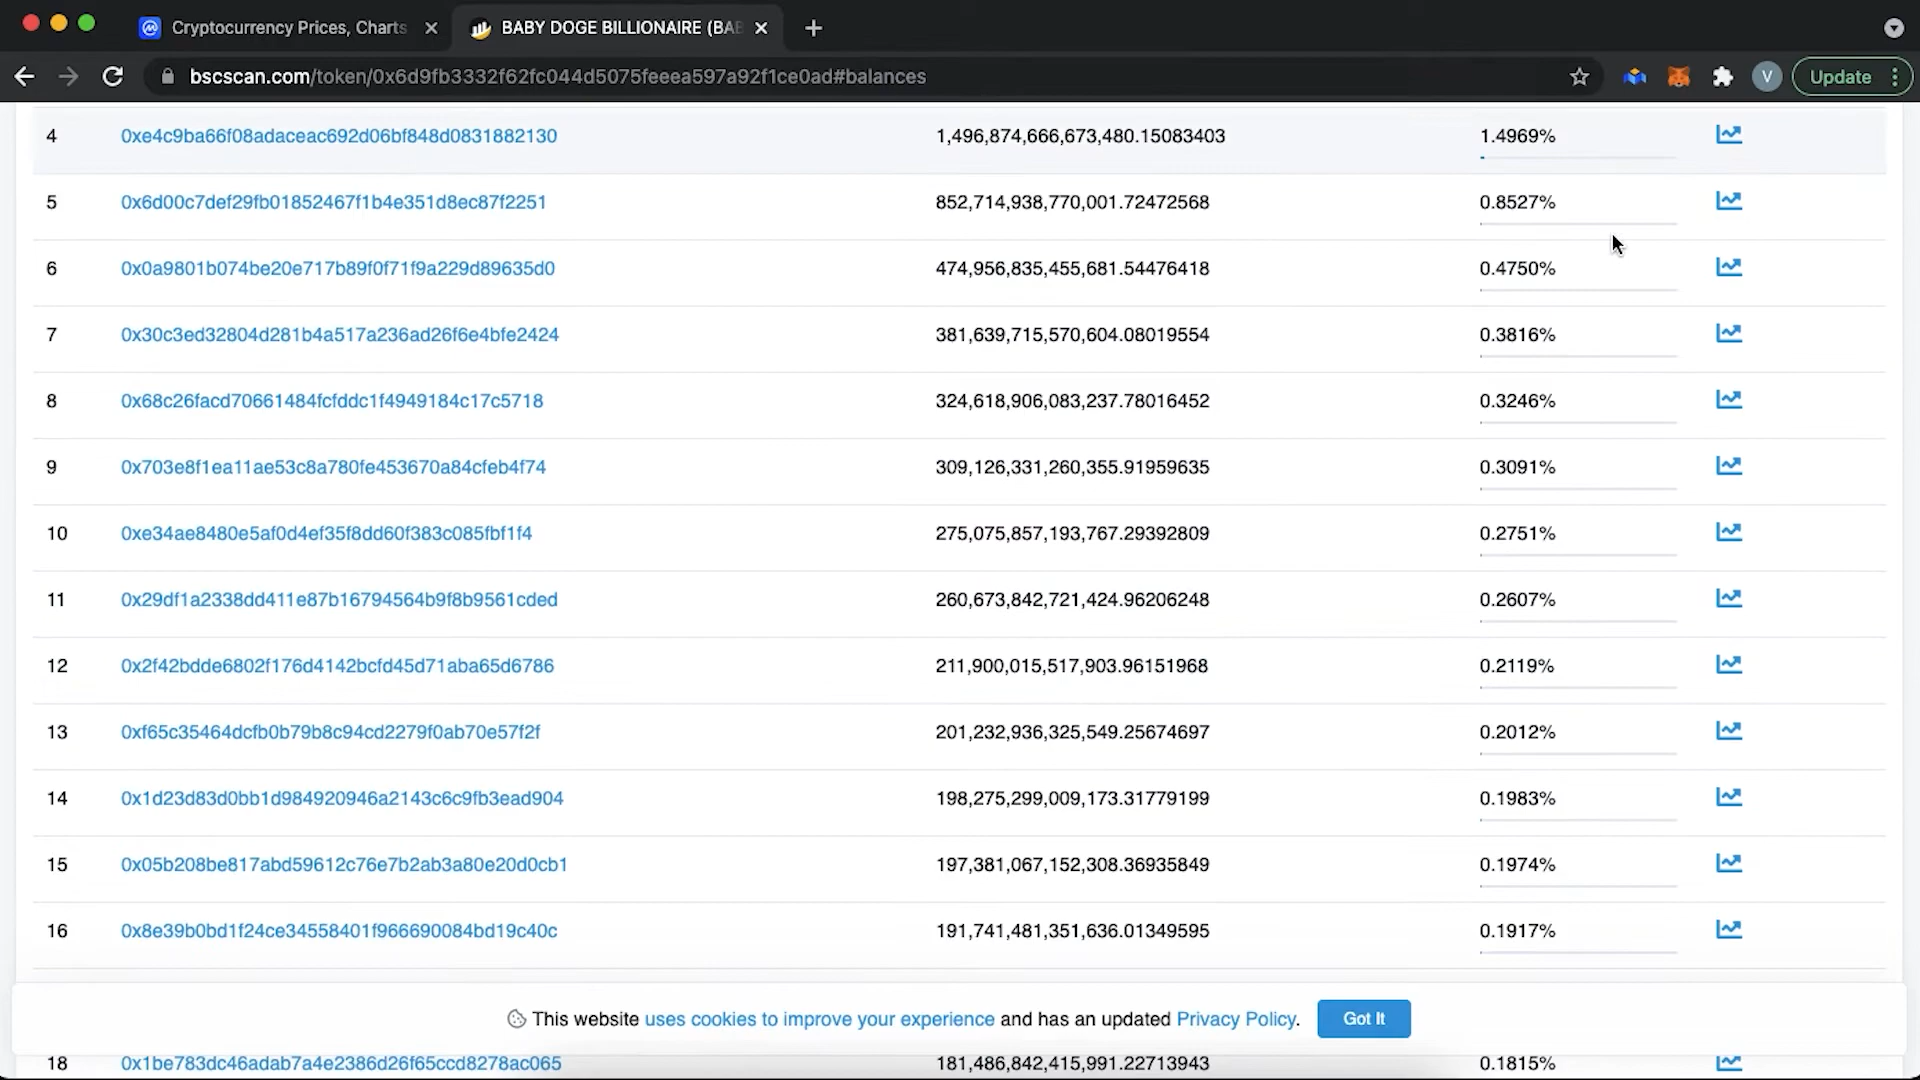 Cryptocurrency Prices, Charts
BABY DOGE BILLIONAIRE (BAB
bscscan.com/token/0x6d9fb3332f62fc044d5075feeea597a92f1ce0ad#balances
V
Update
4 0xe4c9ba66f08adaceac692d06bf848d0831882130 1,496,874,666,673,480.15083403 1.4969%
5 0x6d00c7def29fb01852467f1b4e351d8ec87f2251 852,714,938,770,001.72472568 0.8527%
6 0x0a9801b074be20e717b89f0f71f9a229d89635d0 474,956,835,455,681.54476418 0.4750%
7 0x30c3ed32804d281b4a517a236ad26f6e4bfe2424 381,639,715,570,604.08019554 0.3816%
8 0x68c26facd70661484fcfddc1f4949184c17c5718 324,618,906,083,237.78016452 0.3246%
9 0x703e8f1ea11ae53c8a780fe453670a84cfeb4f74 309,126,331,260,355.91959635 0.3091%
10 0xe34ae8480e5af0d4ef35f8dd60f383c085fbf1f4 275,075,857,193,767.29392809 0.2751%
11 0x29df1a2338dd411e87b16794564b9f8b9561cded 260,673,842,721,424.96206248 0.2607%
12 0x2f42bdde6802f176d4142bcfd45d71aba65d6786 211,900,015,517,903.96151968 0.2119%
13 0xf65c35464dcfb0b79b8c94cd2279f0ab70e57f2f 201,232,936,325,549.25674697 0.2012%
14 0x1d23d83d0bb1d984920946a2143c6c9fb3ead904 198,275,299,009,173.31779199 0.1983%
15 0x05b208be817abd59612c76e7b2ab3a80e20d0cb1 197,381,067,152,308.36935849 0.1974%
16 0x8e39b0bd1f24ce34558401f966690084bd19c40c 191,741,481,351,636.01349595 0.1917%
This website uses cookies to improve your experience and has an updated Privacy Policy. Got It
18 0x1be783dc46adab7a4e2386d26f65ccd8278ac065 181,486,842,415,991.22713943 0.1815%